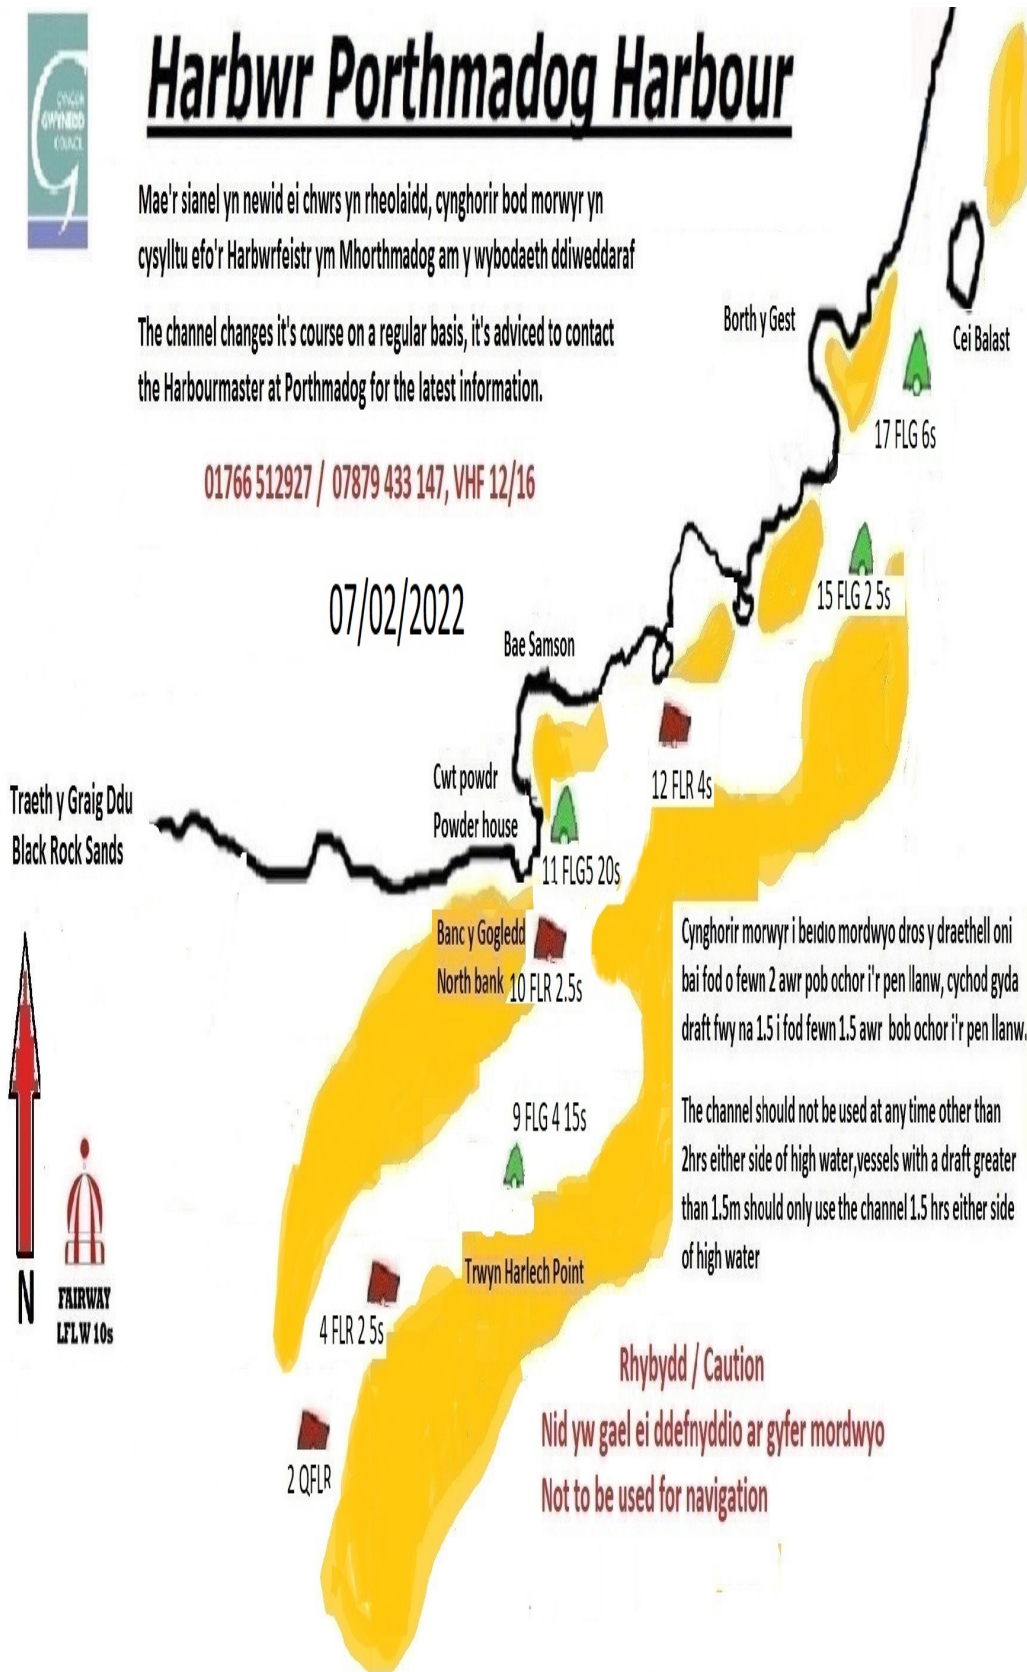 CYNGOR
GWYNEDD
COUNCIL
Harbwr Porthmadog Harbour
Mae'r sianel yn newid ei chwrs yn rheolaidd, cynghorir bod morwyr yn
cysylltu efo'r Harbwrfeistr ym Mhorthmadog am y wybodaeth ddiweddaraf
The channel changes it's course on a regular basis, it's adviced to contact
the Harbourmaster at Porthmadog for the latest information.
01766 512927 / 07879 433 147, VHF 12/16
07/02/2022
Borth y Gest
Cei Balast
17 FLG 6s
15 FLG 2 5s
Bae Samson
12 FLR 4s
Cwt powdr
Powder house
Traeth y Graig Ddu
Black Rock Sands
11 FLG5 20s
Banc y Gogledd
North bank
10 FLR 2.5s
Cynghorir morwyr i beidio mordwyo dros y draethell oni
bai fod o fewn 2 awr pob ochor i'r pen llanw, cychod gyda
draft fwy na 1.5 i fod fewn 1.5 awr bob ochor i'r pen llanw.
The channel should not be used at any time other than
2hrs either side of high water,vessels with a draft greater
than 1.5m should only use the channel 1.5 hrs either side
of high water
9 FLG 4 15s
Trwyn Harlech Point
4 FLR 2 5s
2 QFLR
N
FAIRWAY
LFLW 10s
Rhybydd / Caution
Nid yw gael ei ddefnyddio ar gyfer mordwyo
Not to be used for navigation